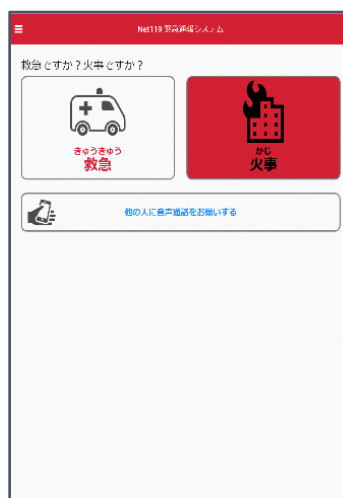 Net119 緊急通報システム
救急ですか？火事ですか？
きゅうきゅう
救急
かじ
火事
他の人に音声通話をお願いする